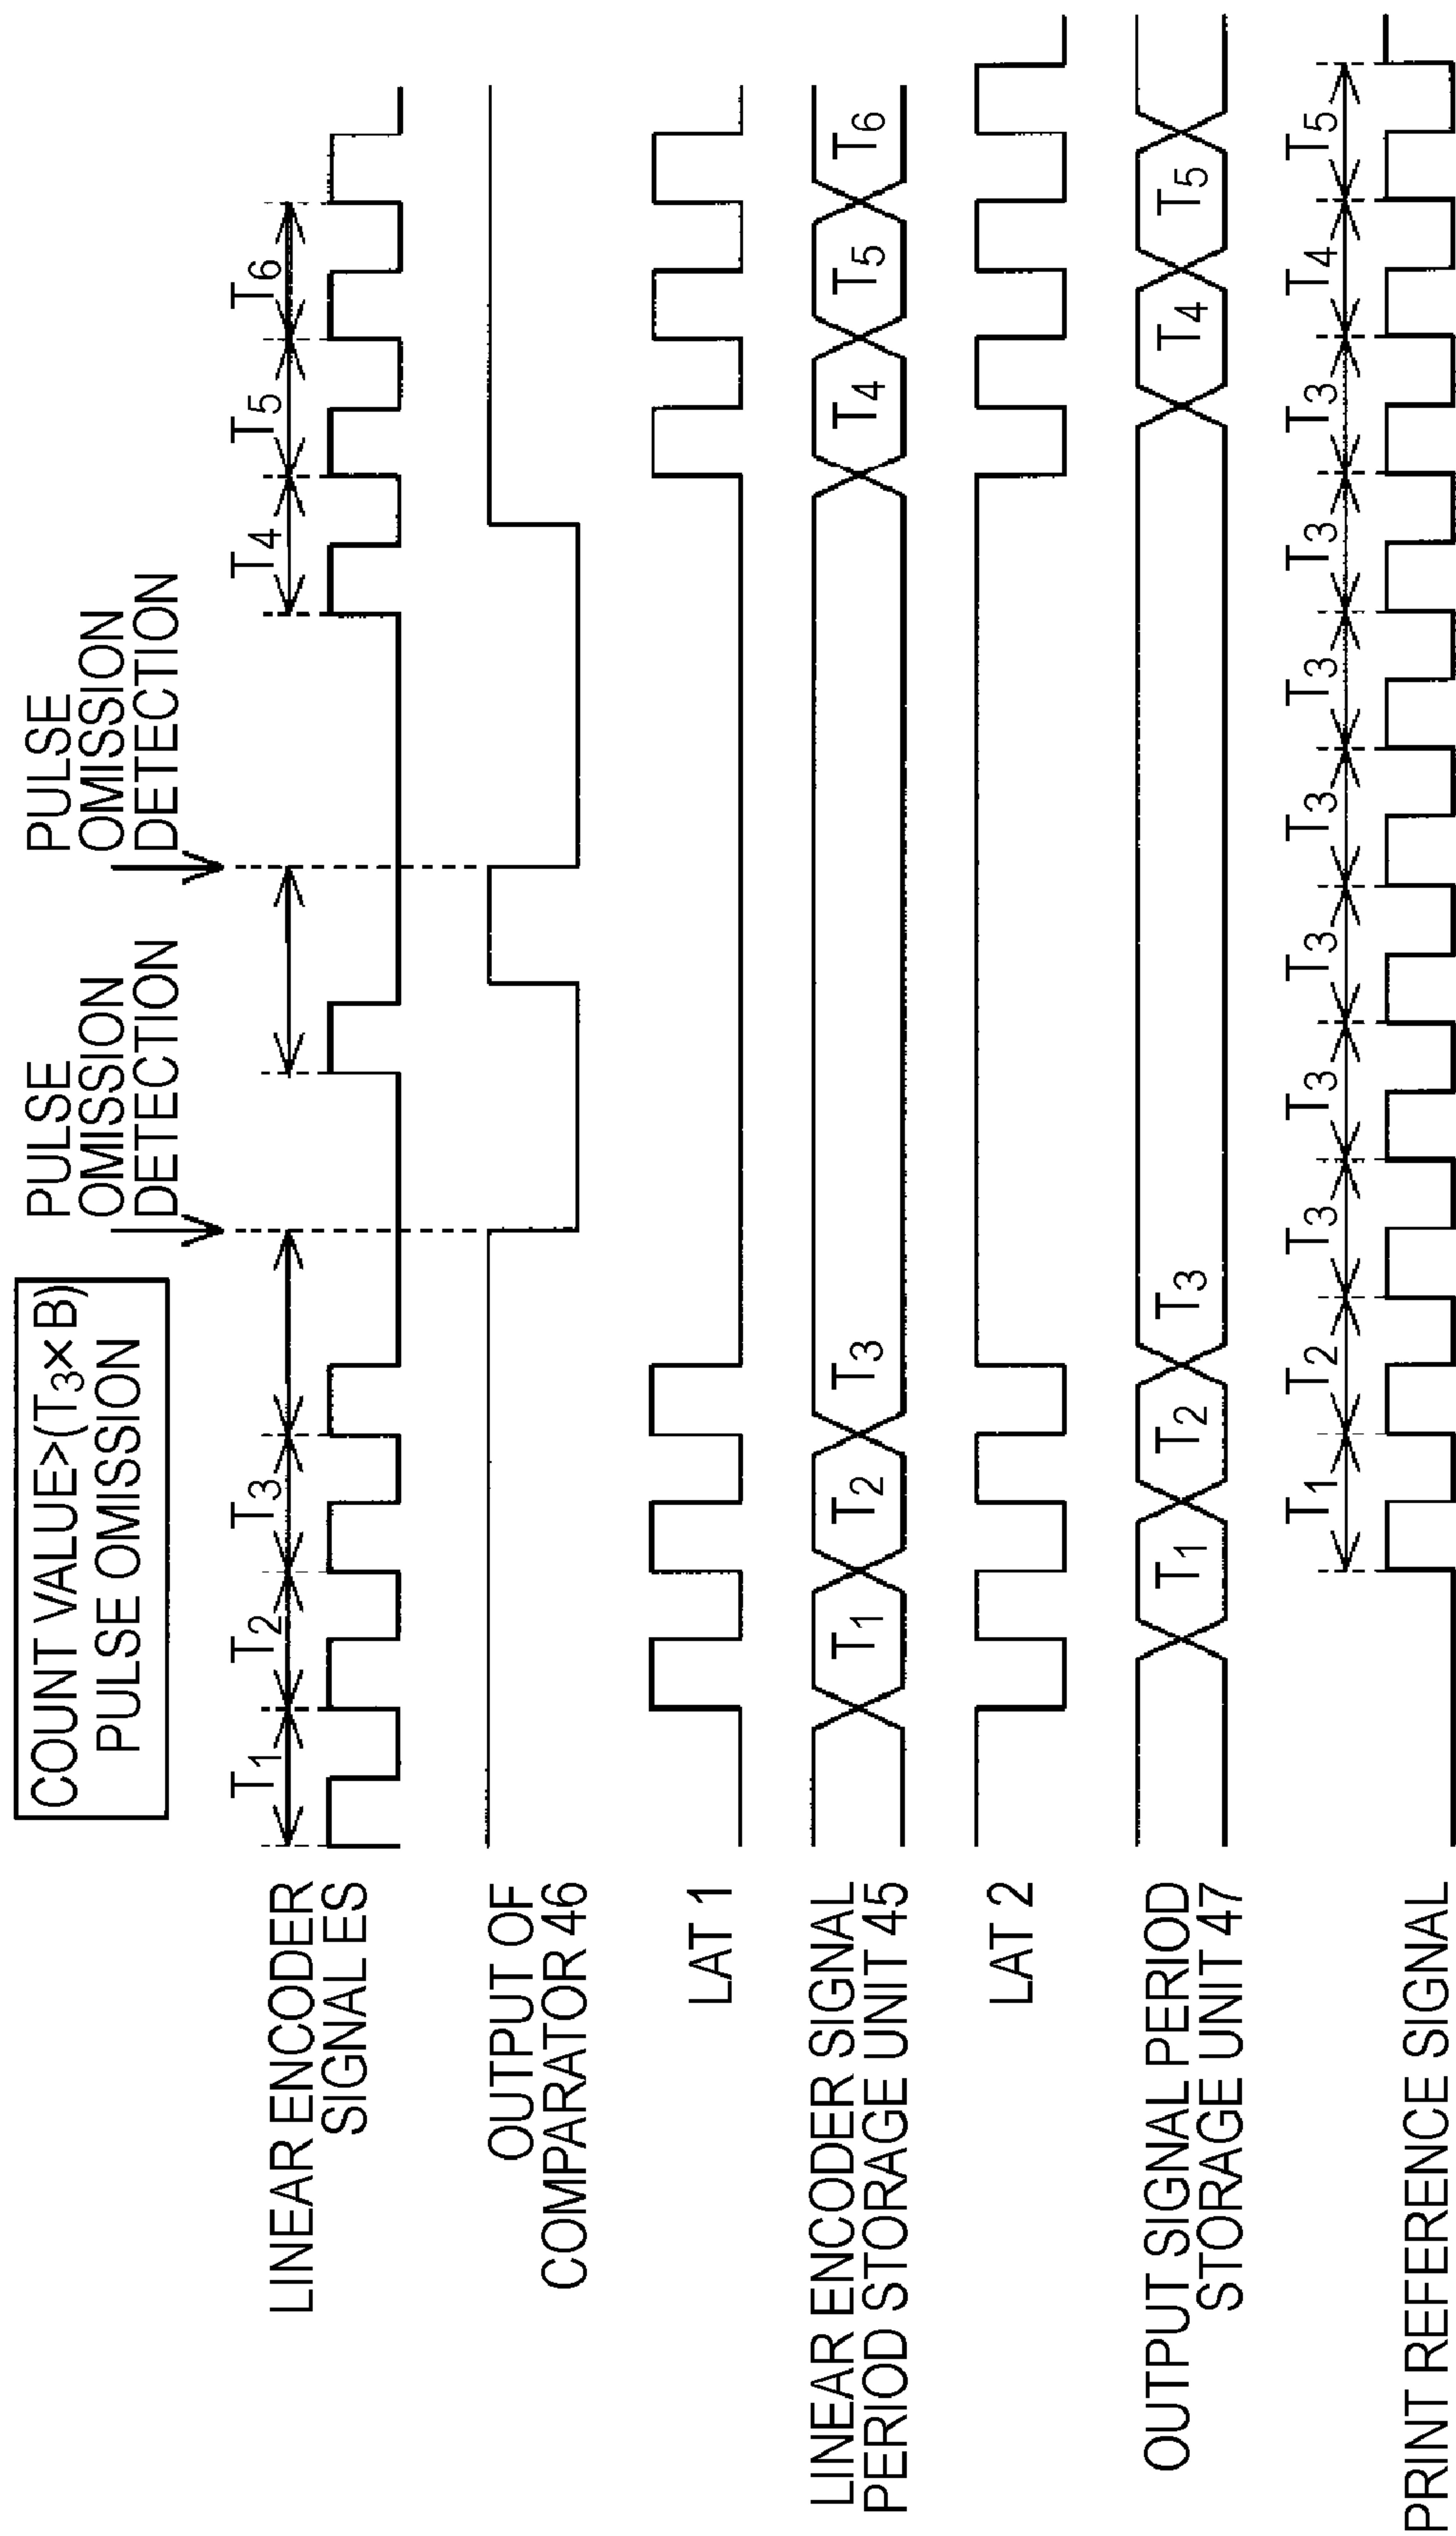 COUNT VALUE>(T3×B)
PULSE OMISSION
PULSE
OMISSION
DETECTION
PULSE
OMISSION
DETECTION
LINEAR ENCODER
SIGNAL ES
T1 T2 T3 T4 T5 T6
OUTPUT OF
COMPARATOR 46
LAT 1
LINEAR ENCODER SIGNAL
PERIOD STORAGE UNIT 45
T1 T2 T3 T4 T5 T6
LAT 2
OUTPUT SIGNAL PERIOD
STORAGE UNIT 47
T1 T2 T3 T4 T5
PRINT REFERENCE SIGNAL
T1 T2 T3 T3 T3 T3 T3 T3 T3 T4 T5